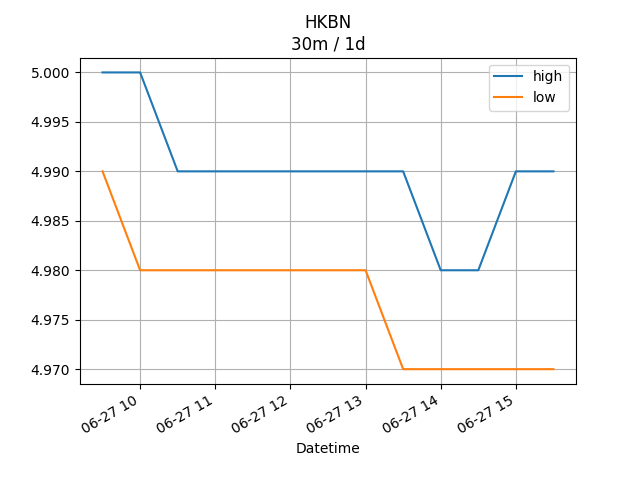 HKBN
30m / 1d
high
low
5.000
4.995
4.990
4.985
4.980
4.975
4.970
06-27 10
06-27 11
06-27 12
06-27 13
06-27 14
06-27 15
Datetime